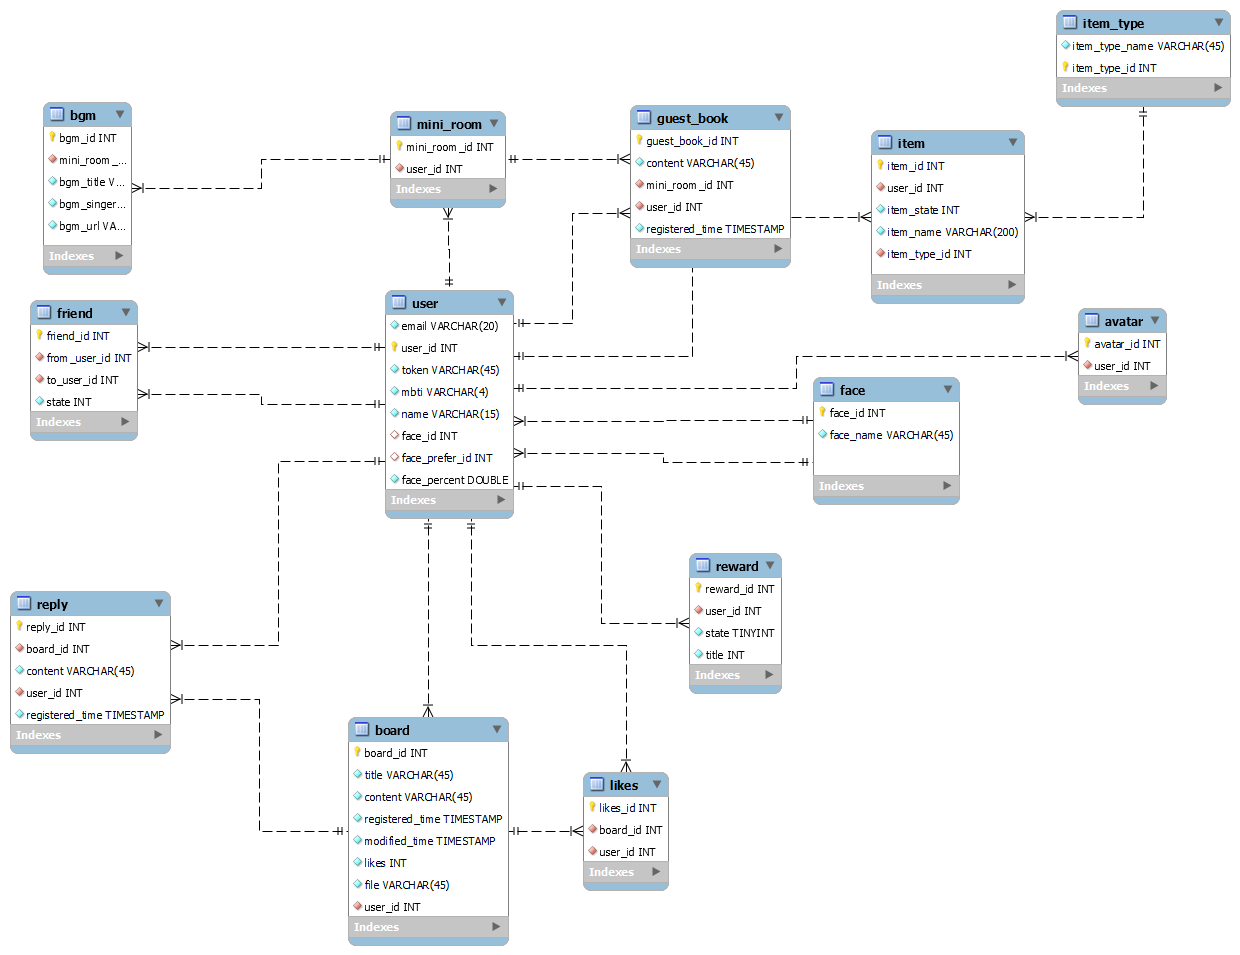 item_type
item_type_name VARCHAR(45)
item_type_id INT
Indexes
bgm
bgm_id INT
mini_room_...
bgm_title V...
bgm_singer...
bgm_url VA...
Indexes
mini_room
mini_room_id INT
user_id INT
Indexes
guest_book
guest_book_id INT
content VARCHAR(45)
mini_room_id INT
user_id INT
registered_time TIMESTAMP
Indexes
item
item_id INT
user_id INT
item_state INT
item_name VARCHAR(200)
item_type_id INT
Indexes
friend
friend_id INT
from_user_id INT
to_user_id INT
state INT
Indexes
user
email VARCHAR(20)
user_id INT
token VARCHAR(45)
mbti VARCHAR(4)
name VARCHAR(15)
face_id INT
face_prefer_id INT
face_percent DOUBLE
Indexes
avatar
avatar_id INT
user_id INT
Indexes
face
face_id INT
face_name VARCHAR(45)
Indexes
reward
reward_id INT
user_id INT
state TINYINT
title INT
Indexes
reply
reply_id INT
board_id INT
content VARCHAR(45)
user_id INT
registered_time TIMESTAMP
Indexes
board
board_id INT
title VARCHAR(45)
content VARCHAR(45)
registered_time TIMESTAMP
modified_time TIMESTAMP
likes INT
file VARCHAR(45)
user_id INT
Indexes
likes
likes_id INT
board_id INT
user_id INT
Indexes